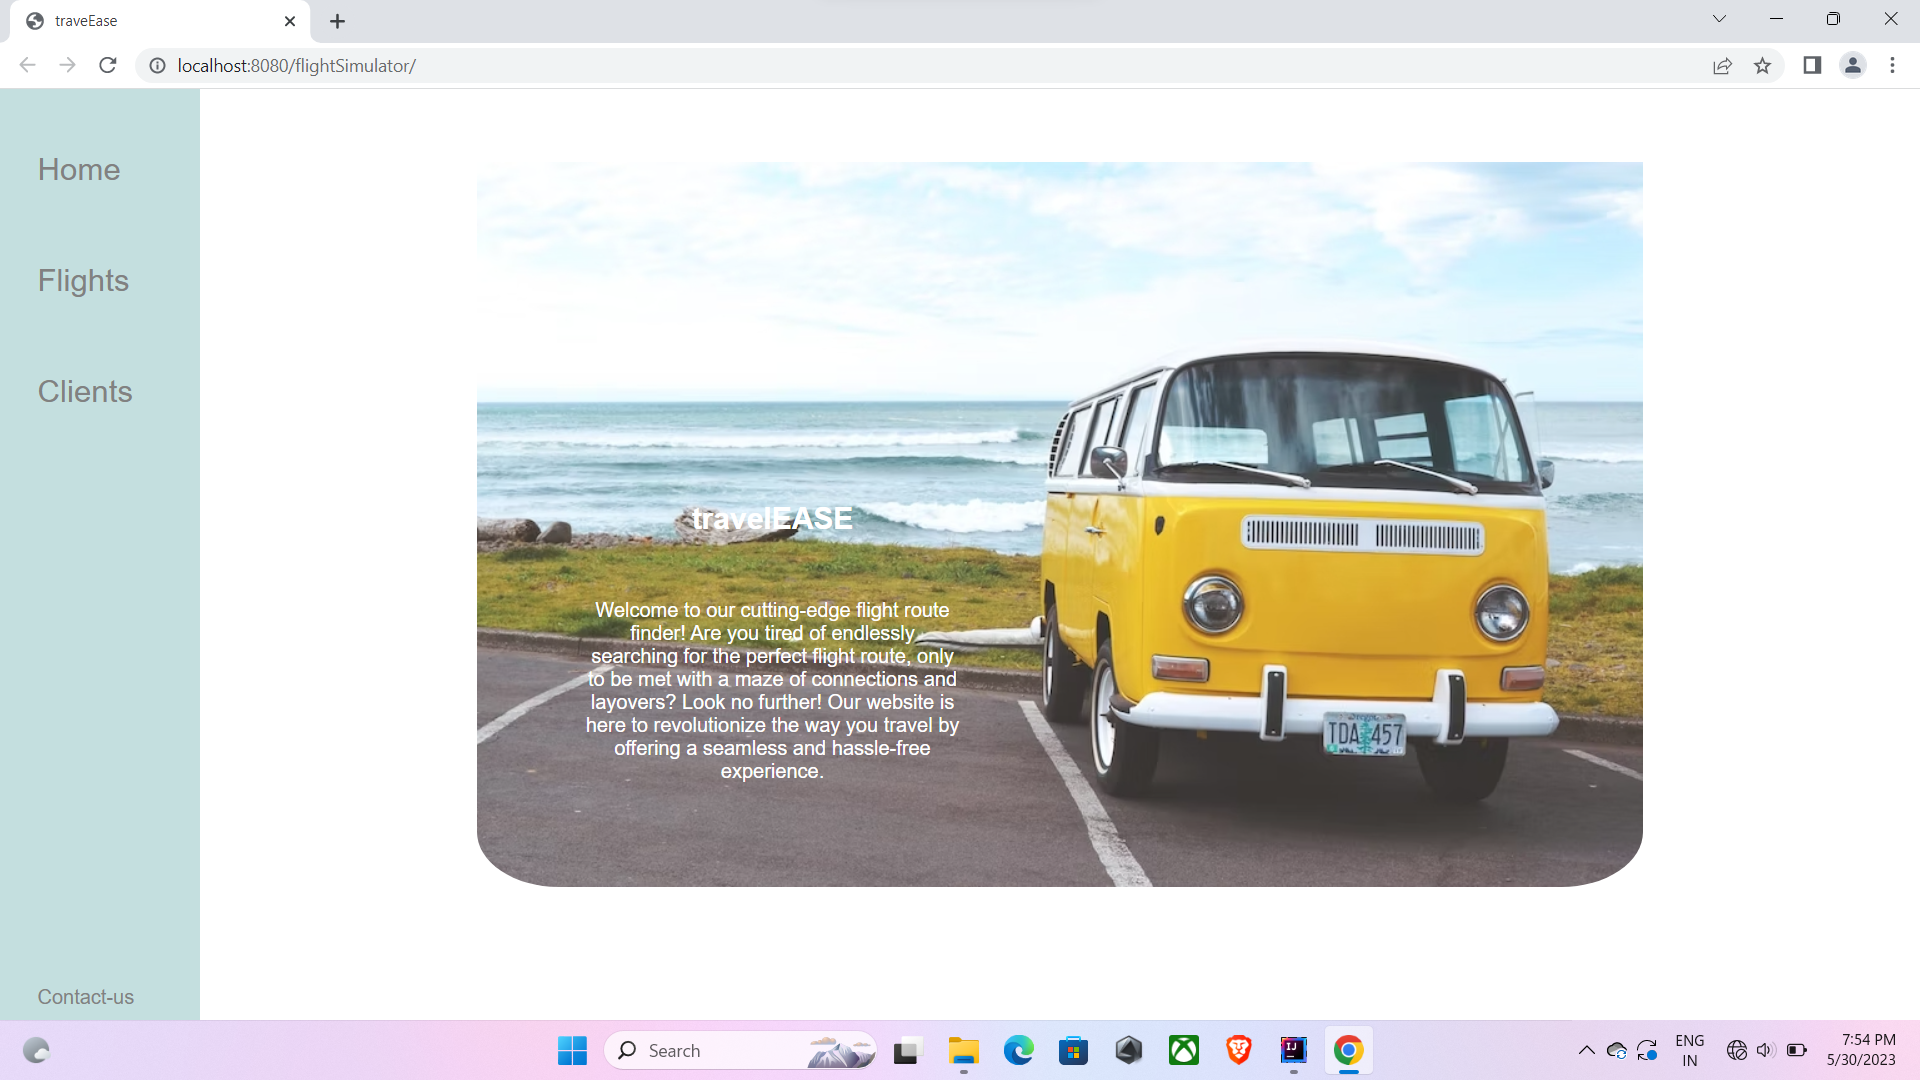 traveEase
localhost:8080/flightSimulator/
Home
Flights
Clients
travelEASE
Welcome to our cutting-edge flight route
finder! Are you tired of endlessly
searching for the perfect flight route, only
to be met with a maze of connections and
layovers? Look no further! Our website is
here to revolutionize the way you travel by
offering a seamless and hassle-free
experience.
TDA 457
Contact-us
Search
IJ
ENG
IN
7:54 PM
5/30/2023